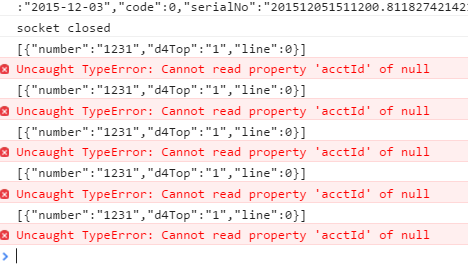 :"2015-12-03","code":0,"serialNo":"201512051511200.811827421421
socket closed
[{"number":"1231","d4Top":"1","line":0}]
Uncaught TypeError: Cannot read property 'acctId' of null
[{"number":"1231","d4Top":"1","line":0}]
Uncaught TypeError: Cannot read property 'acctId' of null
[{"number":"1231","d4Top":"1","line":0}]
Uncaught TypeError: Cannot read property 'acctId' of null
[{"number":"1231","d4Top":"1","line":0}]
Uncaught TypeError: Cannot read property 'acctId' of null
[{"number":"1231","d4Top":"1","line":0}]
Uncaught TypeError: Cannot read property 'acctId' of null